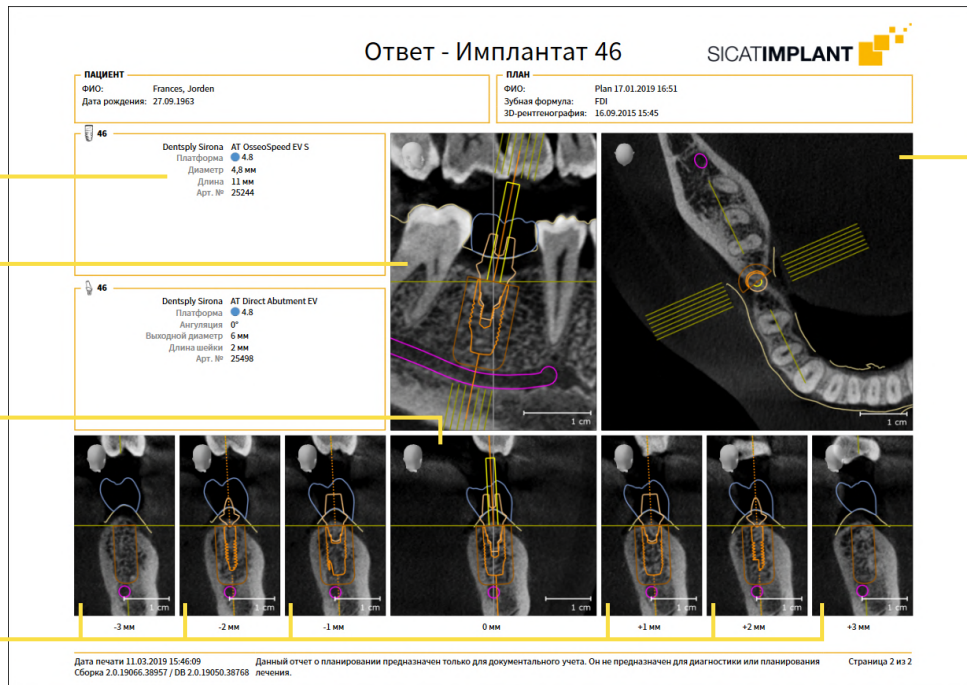 Ответ - Имплантат 46
SICATIMPLANT
ПАЦИЕНТ
ФИО: Frances, Jorden
Дата рождения: 27.09.1963
ПЛАН
ФИО: Plan 17.01.2019 16:51
Зубная формула: FDI
3D-рентгенография: 16.09.2015 15:45
46
Dentsply Sirona AT OsseoSpeed EV S
Платформа 4.8
Диаметр 4,8 мм
Длина 11 мм
Арт. № 25244
46
Dentsply Sirona AT Direct Abutment EV
Платформа 4.8
Ангуляция 0°
Выходной диаметр 6 мм
Длина шейки 2 мм
Арт. № 25498
1 cm
1 cm
1 cm
1 cm
1 cm
1 cm
1 cm
1 cm
1 cm
-3 мм
-2 мм
-1 мм
0 мм
+1 мм
+2 мм
+3 мм
Дата печати 11.03.2019 15:46:09
Сборка 2.0.19066.38957 / DB 2.0.19050.38768
Данный отчет о планировании предназначен только для документального учета. Он не предназначен для диагностики или планирования
лечения.
Страница 2 из 2